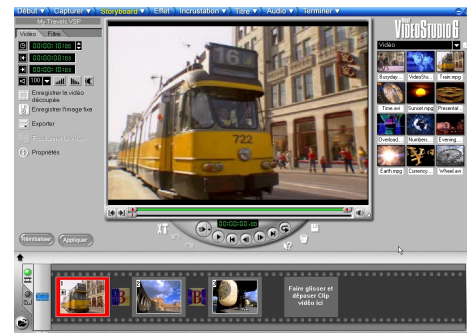 Début Capturer Storyboard Effet Incrustation Titre Audio Terminer
My Travels VSP
VIDEOSTUDIO 6
Vidéo Filtre
Vidéo
00:00:10:00
00:00:00:00
00:00:10:00
100
Enregistrer la vidéo
découpée
Enregistrer l'image fixe
Exporter
Propriétés
16
722
Busyday... VideoStu... Train.mpg
Time.avi Sunset.mpg Presentat...
Overload... Numbers... Evening...
Earth.mpg Currency... Wheel.avi
00:00:00:00
Réinitialiser Appliquer
1
2
3
Faire glisser et
déposer Clip
vidéo ici